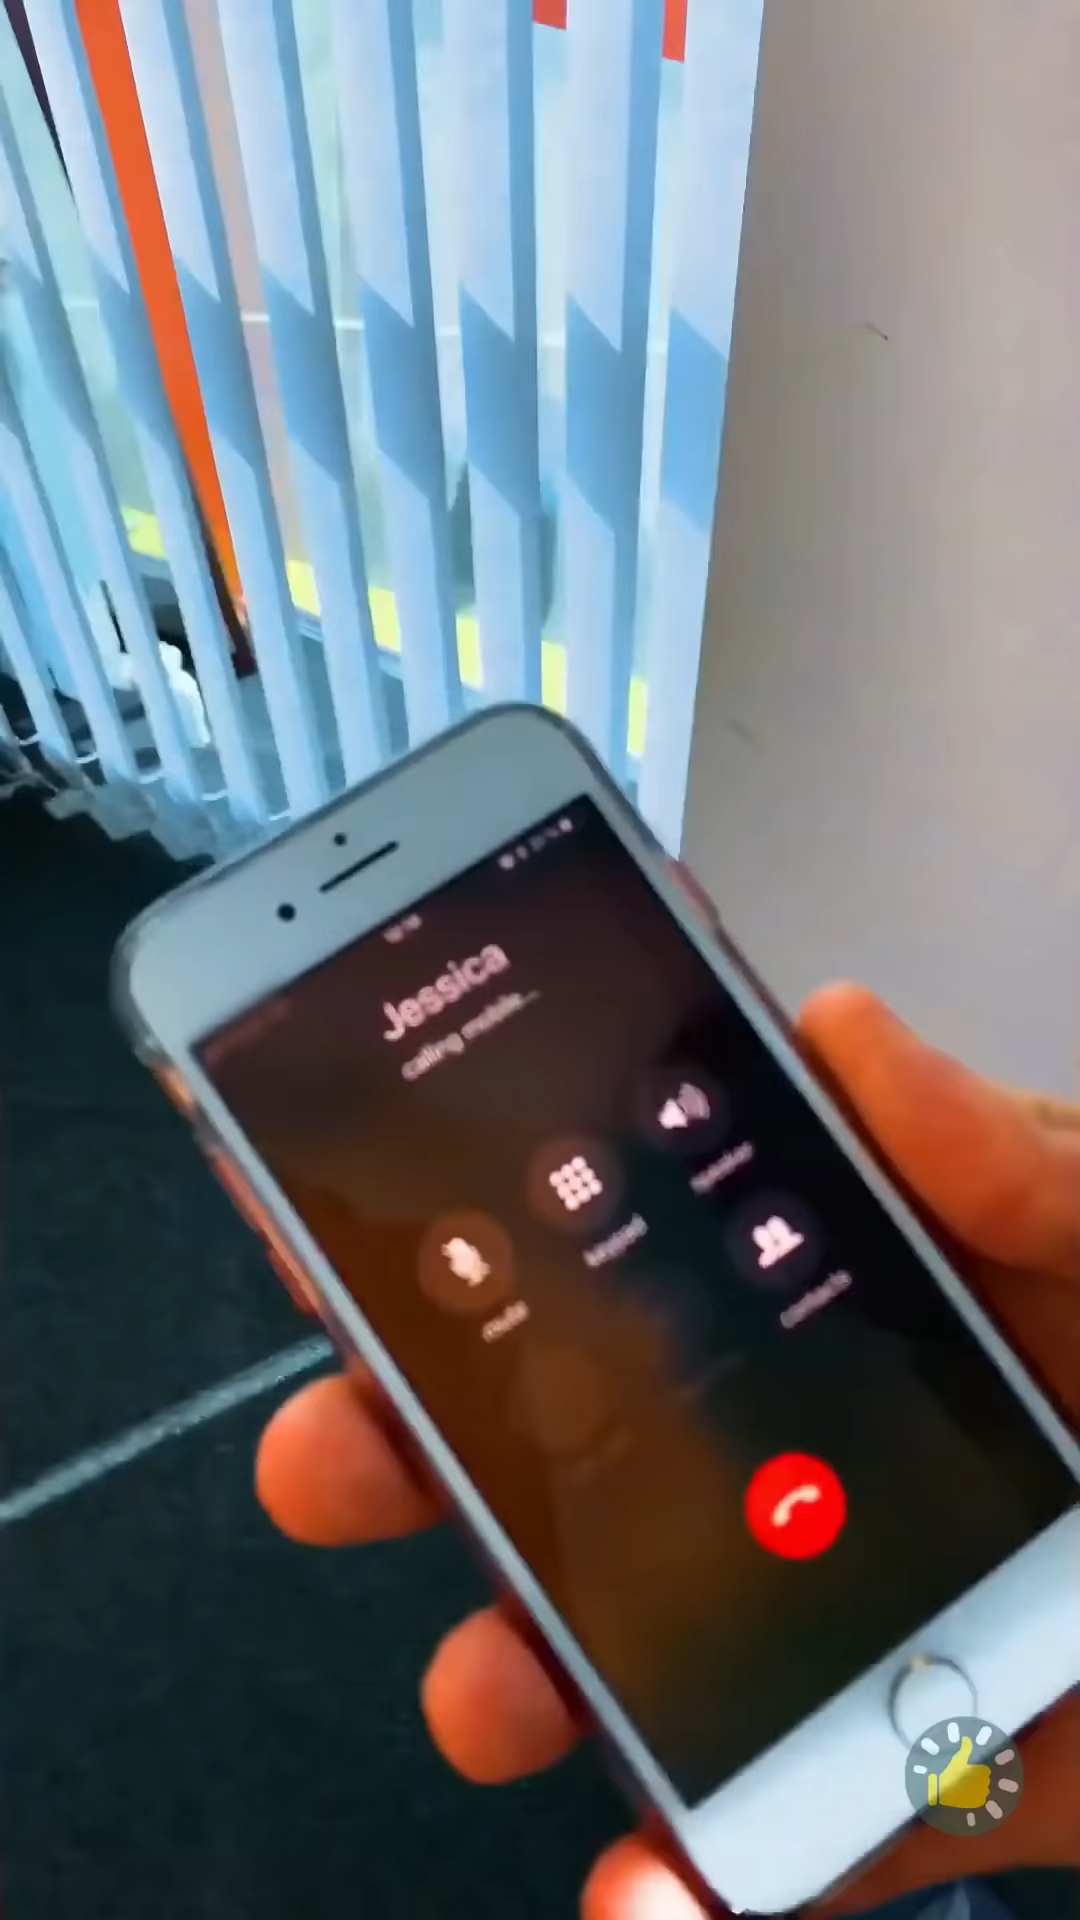 Jessica
calling mobile...
speaker
keypad
mute
contacts